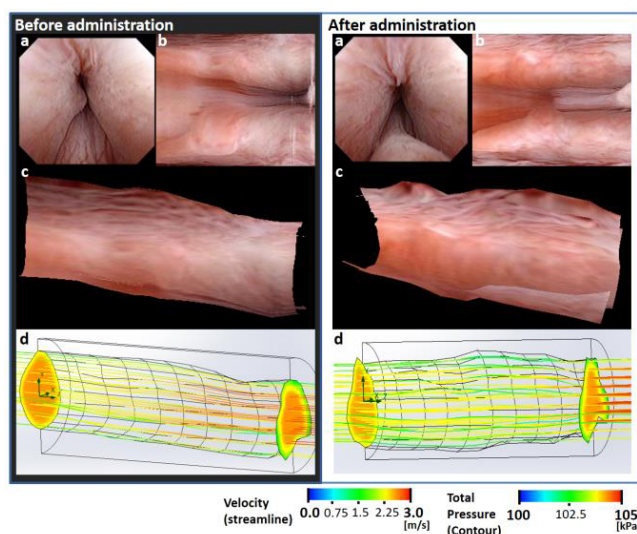 Before administration
After administration
a
b
a
b
c
c
d
d
Velocity
(streamline)
0.0 0.75 1.5 2.25 3.0
[m/s]
Total
Pressure
(Contour)
100 102.5 105
[kPa]